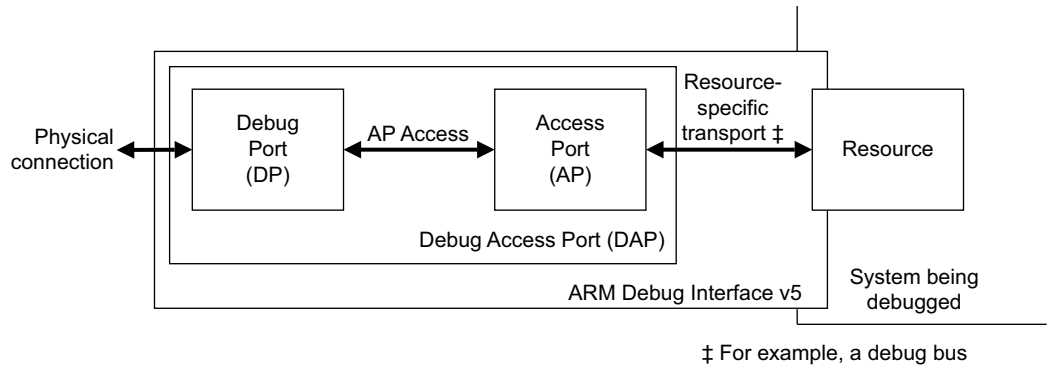 Physical
connection
Debug
Port
(DP)
AP Access
Access
Port
(AP)
Resource-
specific
transport ‡
Resource
Debug Access Port (DAP)
ARM Debug Interface v5
System being
debugged
‡ For example, a debug bus